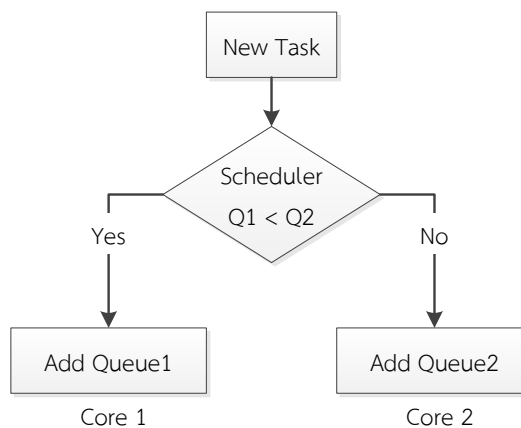 New Task
Scheduler
Q1 < Q2
Yes
No
Add Queue1
Add Queue2
Core 1
Core 2